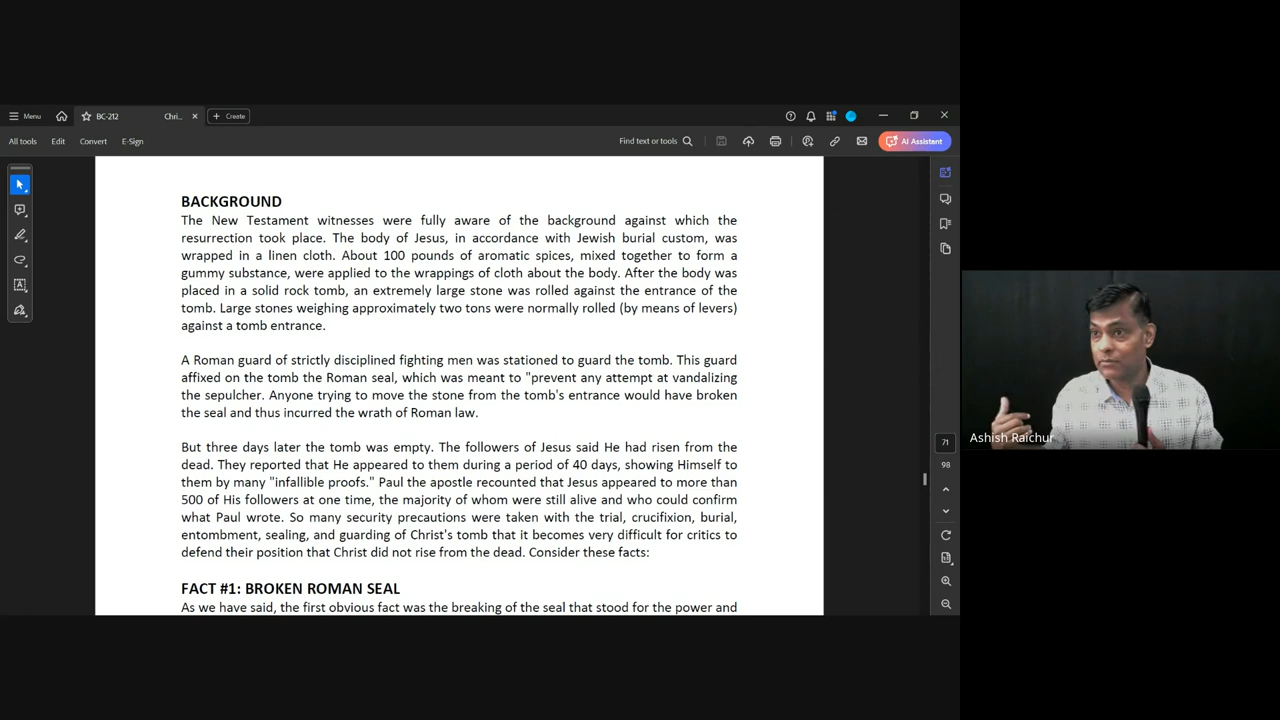 Menu
BC-212
Chri...
Create
All tools
Edit
Convert
E-Sign
Find text or tools
AI Assistant
BACKGROUND
The New Testament witnesses were fully aware of the background against which the
resurrection took place. The body of Jesus, in accordance with Jewish burial custom, was
wrapped in a linen cloth. About 100 pounds of aromatic spices, mixed together to form a
gummy substance, were applied to the wrappings of cloth about the body. After the body was
placed in a solid rock tomb, an extremely large stone was rolled against the entrance of the
tomb. Large stones weighing approximately two tons were normally rolled (by means of levers)
against a tomb entrance.
A Roman guard of strictly disciplined fighting men was stationed to guard the tomb. This guard
affixed on the tomb the Roman seal, which was meant to "prevent any attempt at vandalizing
the sepulcher. Anyone trying to move the stone from the tomb's entrance would have broken
the seal and thus incurred the wrath of Roman law.
But three days later the tomb was empty. The followers of Jesus said He had risen from the
dead. They reported that He appeared to them during a period of 40 days, showing Himself to
them by many "infallible proofs." Paul the apostle recounted that Jesus appeared to more than
500 of His followers at one time, the majority of whom were still alive and who could confirm
what Paul wrote. So many security precautions were taken with the trial, crucifixion, burial,
entombment, sealing, and guarding of Christ's tomb that it becomes very difficult for critics to
defend their position that Christ did not rise from the dead. Consider these facts:
FACT #1: BROKEN ROMAN SEAL
As we have said, the first obvious fact was the breaking of the seal that stood for the power and
71
98
Ashish Raichur